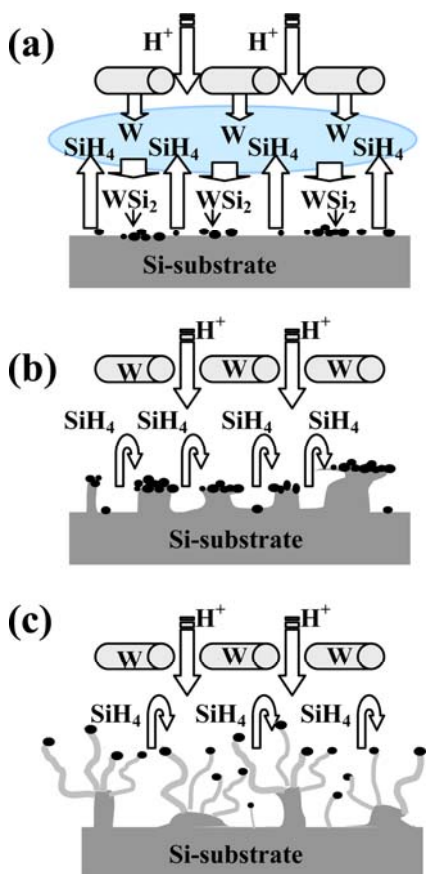 (a)
H+ H+
W W W
SiH4 SiH4 SiH4 SiH4
WSi2 WSi2 WSi2
Si-substrate
(b)
H+ H+
W W W
SiH4 SiH4 SiH4 SiH4
Si-substrate
(c)
H+ H+
W W W
SiH4 SiH4 SiH4
Si-substrate